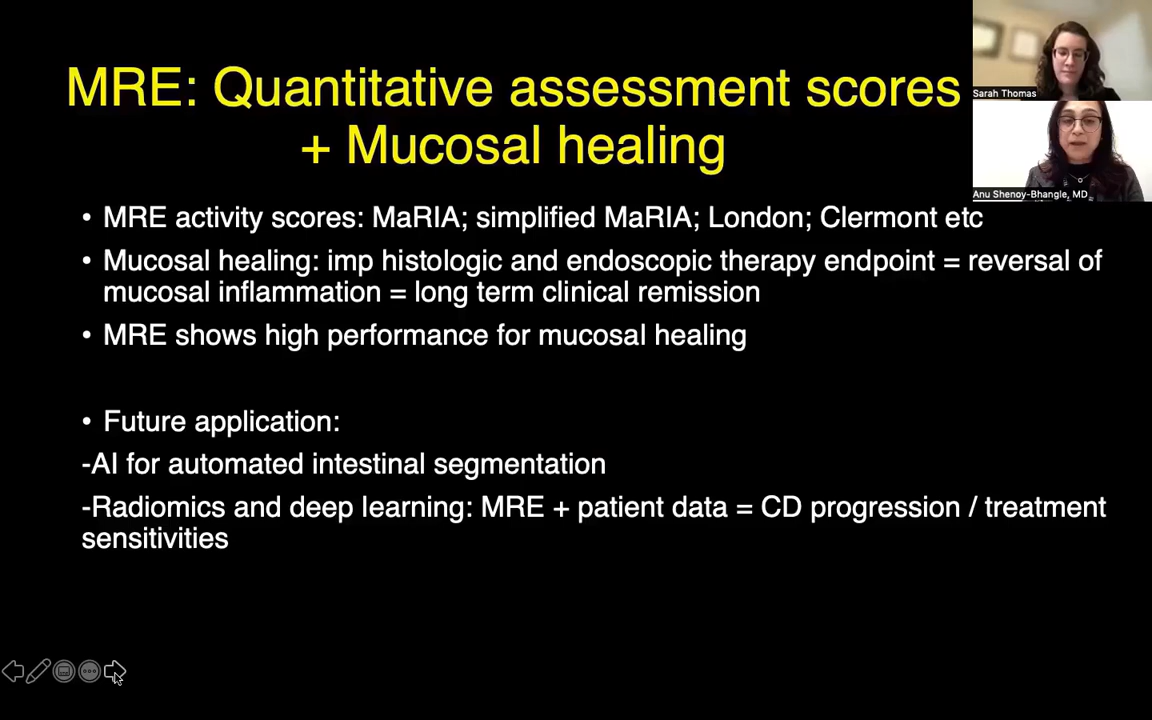 MRE: Quantitative assessment scores
+ Mucosal healing
Sarah Thomas
Anu Shenoy-Bhangle, MD
• MRE activity scores: MaRIA; simplified MaRIA; London; Clermont etc
• Mucosal healing: imp histologic and endoscopic therapy endpoint = reversal of
mucosal inflammation = long term clinical remission
• MRE shows high performance for mucosal healing
• Future application:
-AI for automated intestinal segmentation
-Radiomics and deep learning: MRE + patient data = CD progression / treatment
sensitivities